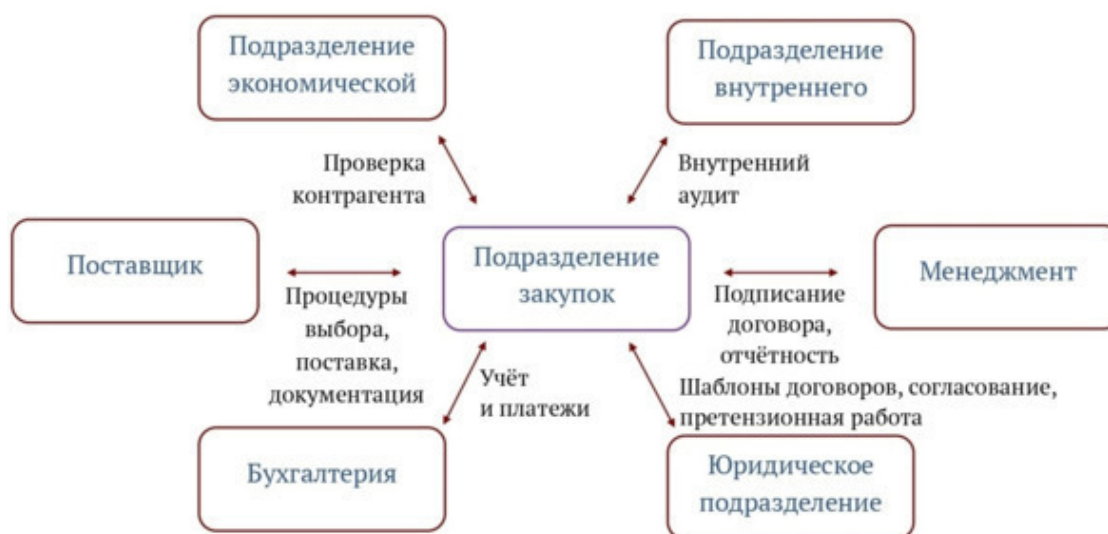 Подразделение
экономической
Подразделение
внутреннего
Проверка
контрагента
Внутренний
аудит
Поставщик
Подразделение
закупок
Менеджмент
Процедуры
выбора,
поставка,
документация
Подписание
договора,
отчётность
Учёт
и платежи
Шаблоны договоров, согласование,
претензионная работа
Бухгалтерия
Юридическое
подразделение